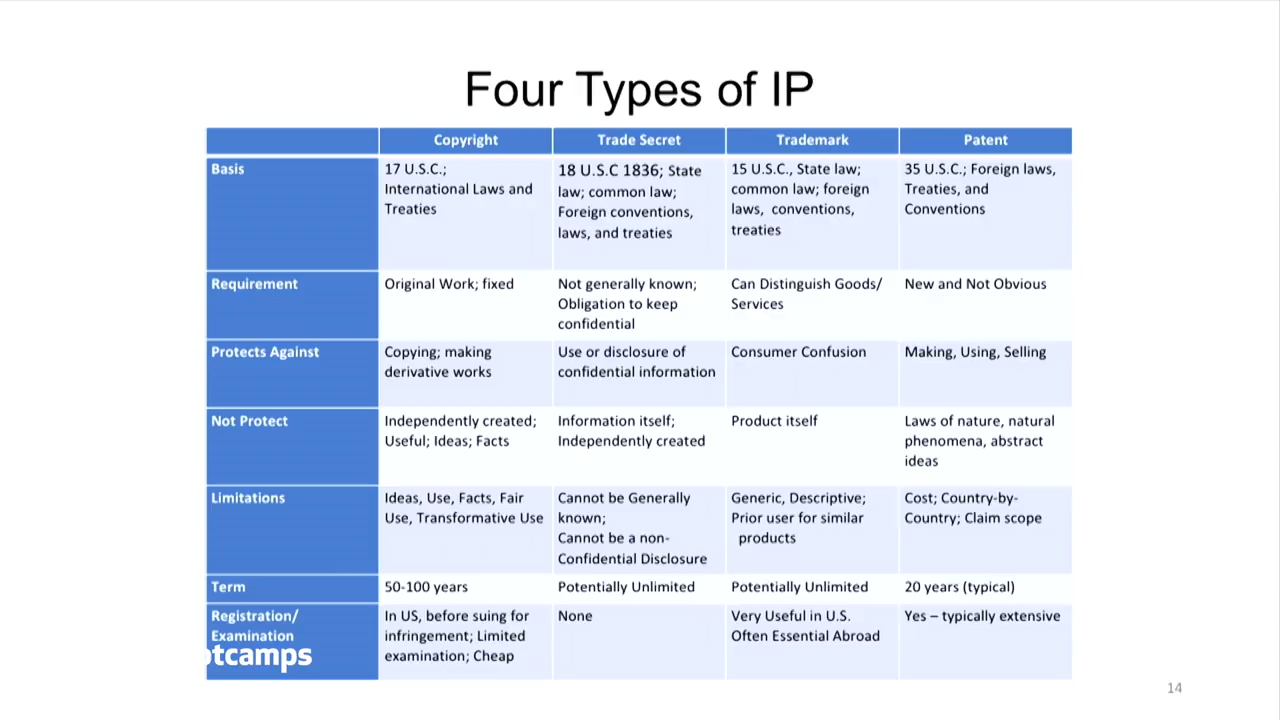 Four Types of IP
Copyright
Trade Secret
Trademark
Patent
Basis
17 U.S.C.;
International Laws and
Treaties
18 U.S.C 1836; State
law; common law;
Foreign conventions,
laws, and treaties
15 U.S.C., State law;
common law; foreign
laws, conventions,
treaties
35 U.S.C.; Foreign laws,
Treaties, and
Conventions
Requirement
Original Work; fixed
Not generally known;
Obligation to keep
confidential
Can Distinguish Goods/
Services
New and Not Obvious
Protects Against
Copying; making
derivative works
Use or disclosure of
confidential information
Consumer Confusion
Making, Using, Selling
Not Protect
Independently created;
Useful; Ideas; Facts
Information itself;
Independently created
Product itself
Laws of nature, natural
phenomena, abstract
ideas
Limitations
Ideas, Use, Facts, Fair
Use, Transformative Use
Cannot be Generally
known;
Cannot be a non-
Confidential Disclosure
Generic, Descriptive;
Prior user for similar
products
Cost; Country-by-
Country; Claim scope
Term
50-100 years
Potentially Unlimited
Potentially Unlimited
20 years (typical)
Registration/
Examination
In US, before suing for
infringement; Limited
examination; Cheap
None
Very Useful in U.S.
Often Essential Abroad
Yes – typically extensive
otcamps
14